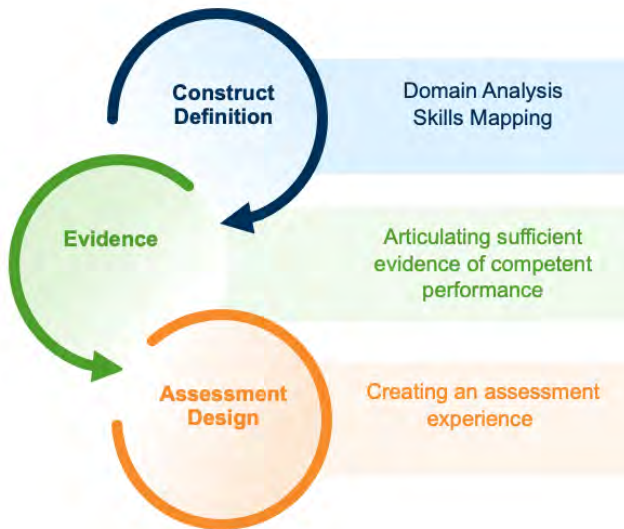 Construct
Definition
Domain Analysis
Skills Mapping
Evidence
Articulating sufficient
evidence of competent
performance
Assessment
Design
Creating an assessment
experience